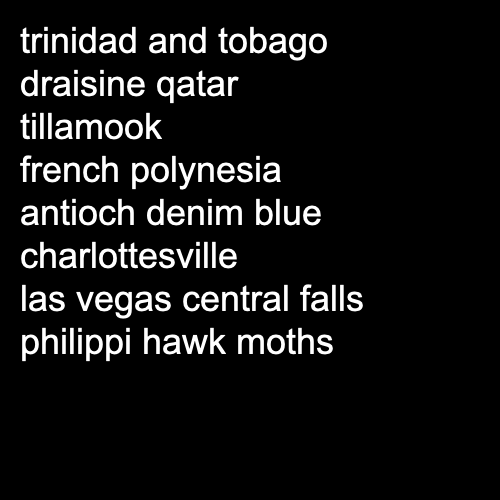 trinidad and tobago
draisine qatar
tillamook
french polynesia
antioch denim blue
charlottesville
las vegas central falls
philippi hawk moths